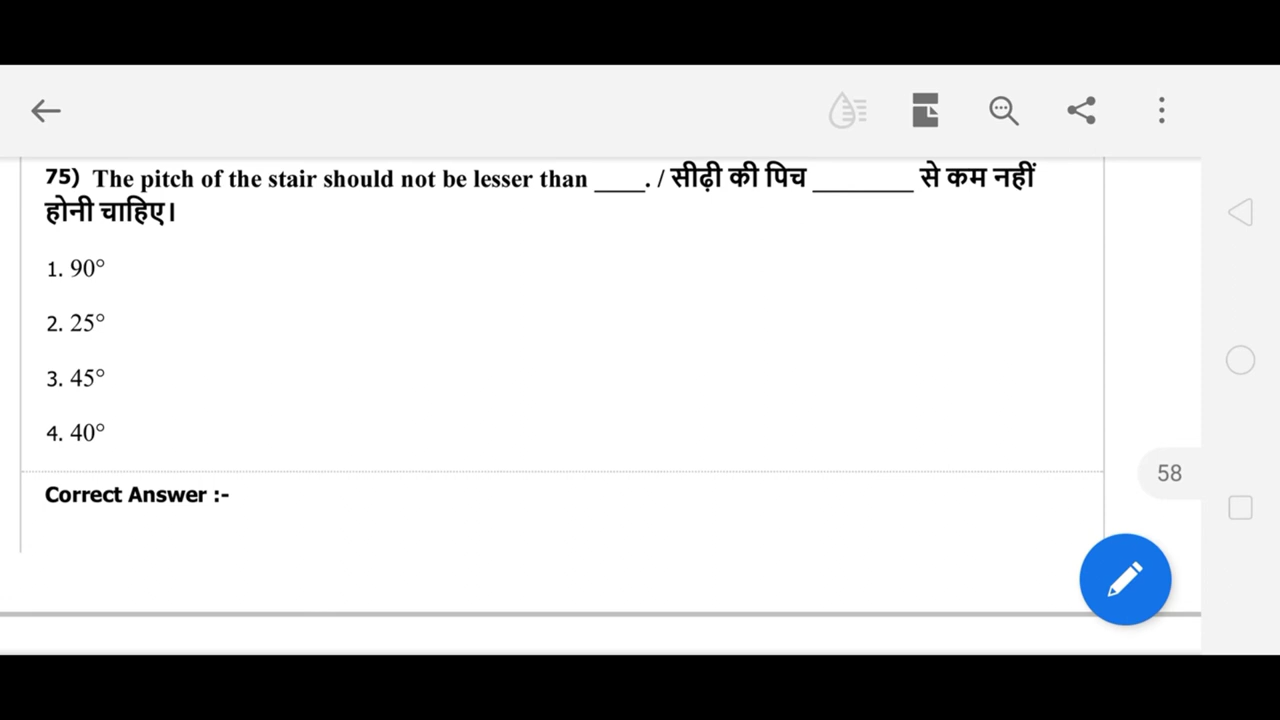 75) The pitch of the stair should not be lesser than ____. / सीढ़ी की पिच ________ से कम नहीं
होनी चाहिए।
1. 90°
2. 25°
3. 45°
4. 40°
58
Correct Answer :-